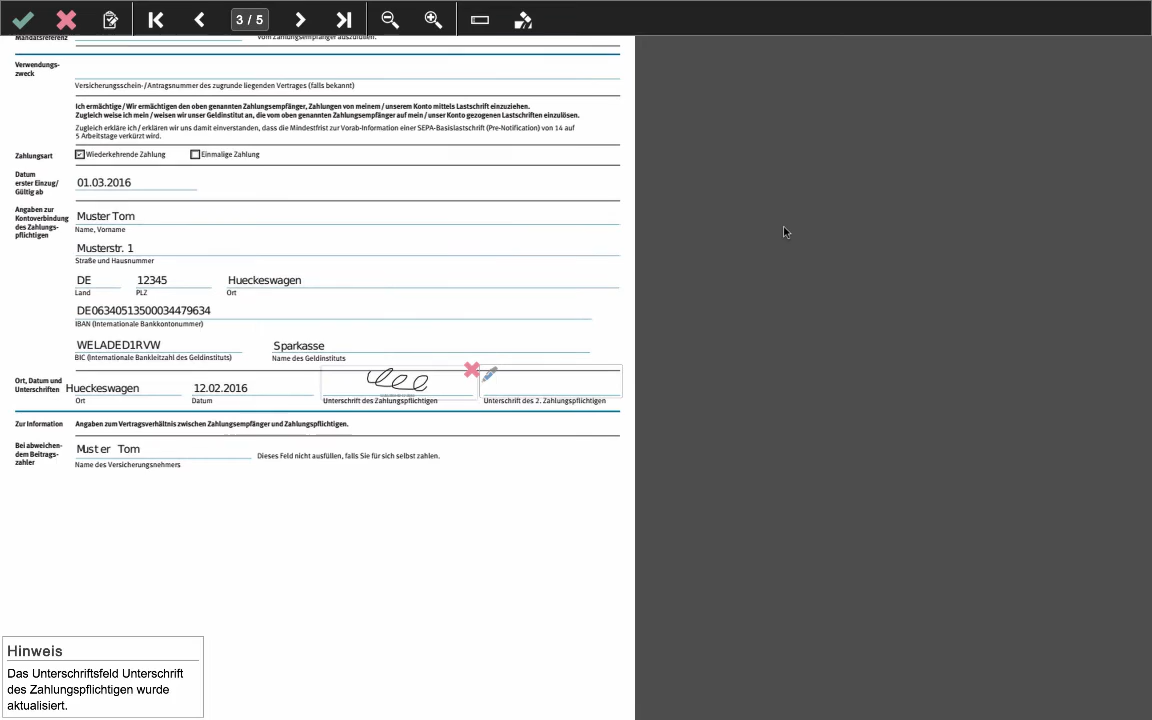 3 / 5
Mandatsreferenz
vom Zahlungsempfänger auszufüllen.
Verwendungs-
zweck
Versicherungsschein-/Antragsnummer des zugrunde liegenden Vertrages (falls bekannt)
Ich ermächtige / Wir ermächtigen den oben genannten Zahlungsempfänger, Zahlungen von meinem / unserem Konto mittels Lastschrift einzuziehen.
Zugleich weise ich mein / weisen wir unser Geldinstitut an, die vom oben genannten Zahlungsempfänger auf mein / unser Konto gezogenen Lastschriften einzulösen.
Zugleich erkläre ich / erklären wir uns damit einverstanden, dass die Mindestfrist zur Vorab-Information einer SEPA-Basislastschrift (Pre-Notification) von 14 auf
5 Arbeitstage verkürzt wird.
Zahlungsart
Wiederkehrende Zahlung
Einmalige Zahlung
Datum
erster Einzug/
Gültig ab
01.03.2016
Angaben zur
Kontoverbindung
des Zahlungs-
pflichtigen
Muster Tom
Name, Vorname
Musterstr. 1
Straße und Hausnummer
DE 12345 Hueckeswagen
Land PLZ Ort
DE06340513500034479634
IBAN (Internationale Bankkontonummer)
WELADED1RVW Sparkasse
BIC (Internationale Bankleitzahl des Geldinstituts) Name des Geldinstituts
Ort, Datum und
Unterschriften
Hueckeswagen 12.02.2016
Ort Datum Unterschrift des Zahlungspflichtigen Unterschrift des 2. Zahlungspflichtigen
Zur Information Angaben zum Vertragsverhältnis zwischen Zahlungsempfänger und Zahlungspflichtigen.
Bei abweichen-
dem Beitrags-
zahler
Muster Tom
Dieses Feld nicht ausfüllen, falls Sie für sich selbst zahlen.
Name des Versicherungsnehmers
Hinweis
Das Unterschriftsfeld Unterschrift
des Zahlungspflichtigen wurde
aktualisiert.